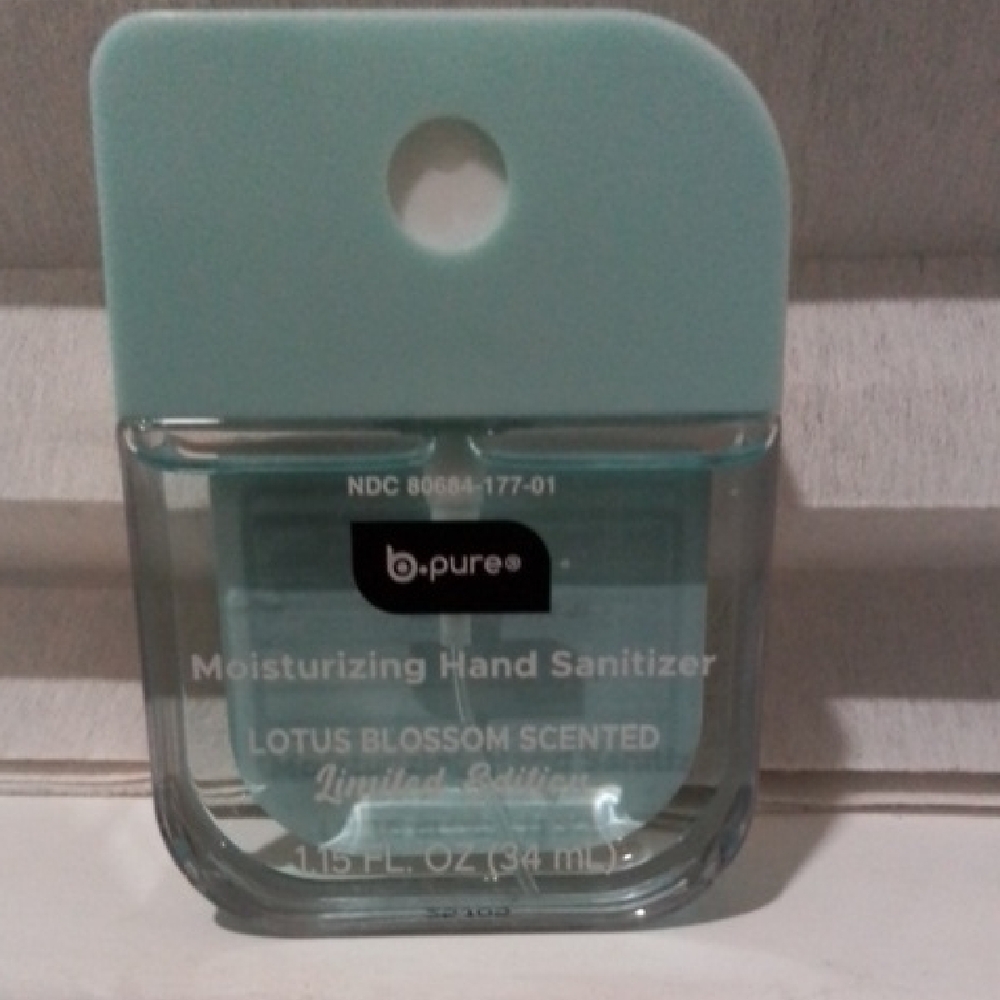 NDC 80684-177-01
b.pure®
Moisturizing Hand Sanitizer
LOTUS BLOSSOM SCENTED
Limited Edition
1.15 FL. OZ (34 mL)